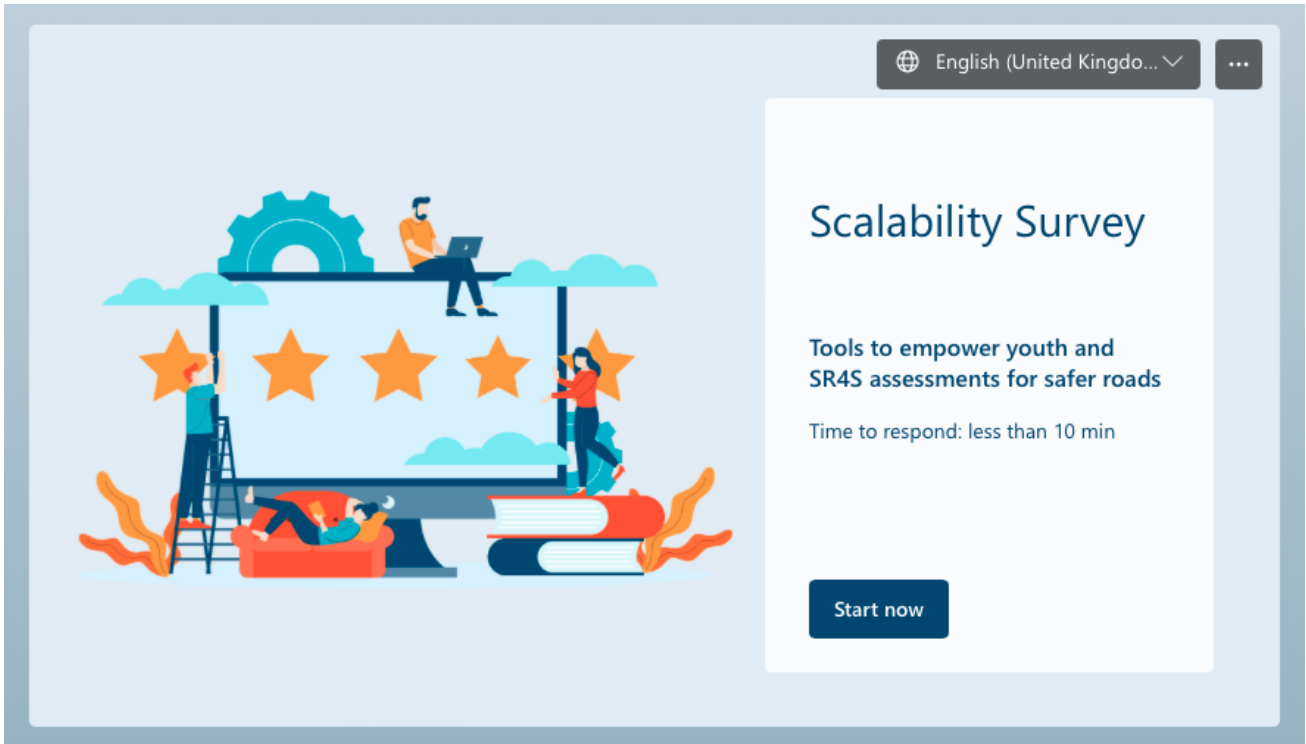 English (United Kingdo...
...
Scalability Survey
Tools to empower youth and
SR4S assessments for safer roads
Time to respond: less than 10 min
Start now